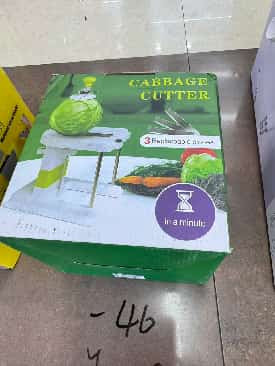 CABBAGE
CUTTER
3
in a minute
- 46